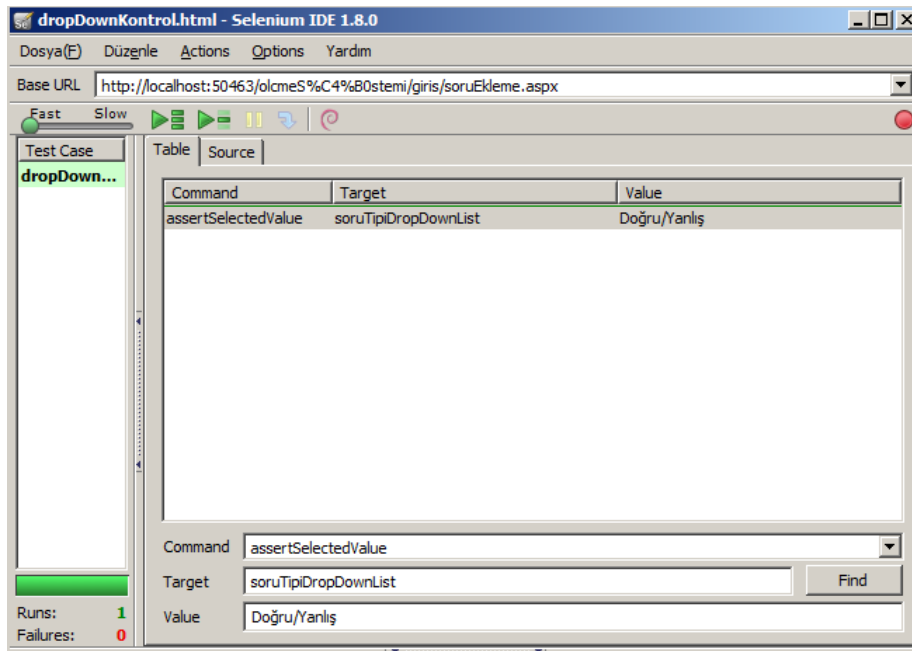 dropDownKontrol.html - Selenium IDE 1.8.0
Dosya(F) Düzenle Actions Options Yardım
Base URL http://localhost:50463/olcmeS%C4%B0stemi/giris/soruEkleme.aspx
Fast Slow
Test Case
dropDown...
Table Source
Command Target Value
assertSelectedValue soruTipiDropDownList Doğru/Yanlış
Command assertSelectedValue
Target soruTipiDropDownList Find
Value Doğru/Yanlış
Runs: 1
Failures: 0